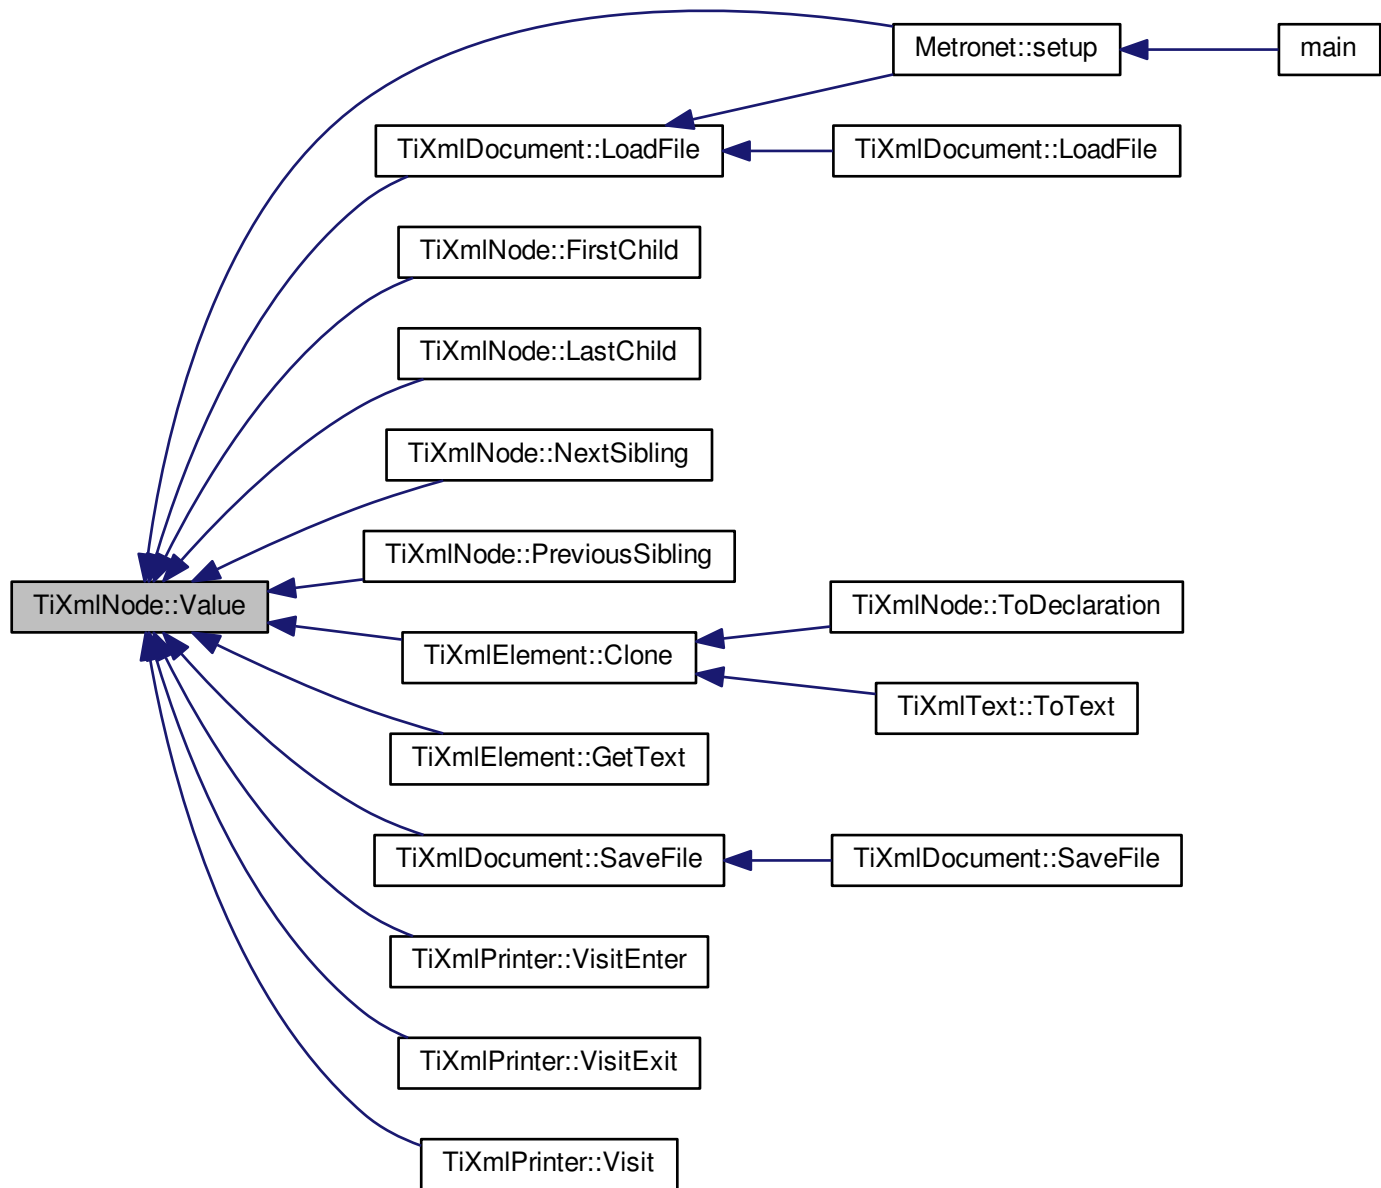 Metronet::setup
main
TiXmlDocument::LoadFile
TiXmlDocument::LoadFile
TiXmlNode::FirstChild
TiXmlNode::LastChild
TiXmlNode::NextSibling
TiXmlNode::PreviousSibling
TiXmlNode::Value
TiXmlNode::ToDeclaration
TiXmlElement::Clone
TiXmlText::ToText
TiXmlElement::GetText
TiXmlDocument::SaveFile
TiXmlDocument::SaveFile
TiXmlPrinter::VisitEnter
TiXmlPrinter::VisitExit
TiXmlPrinter::Visit